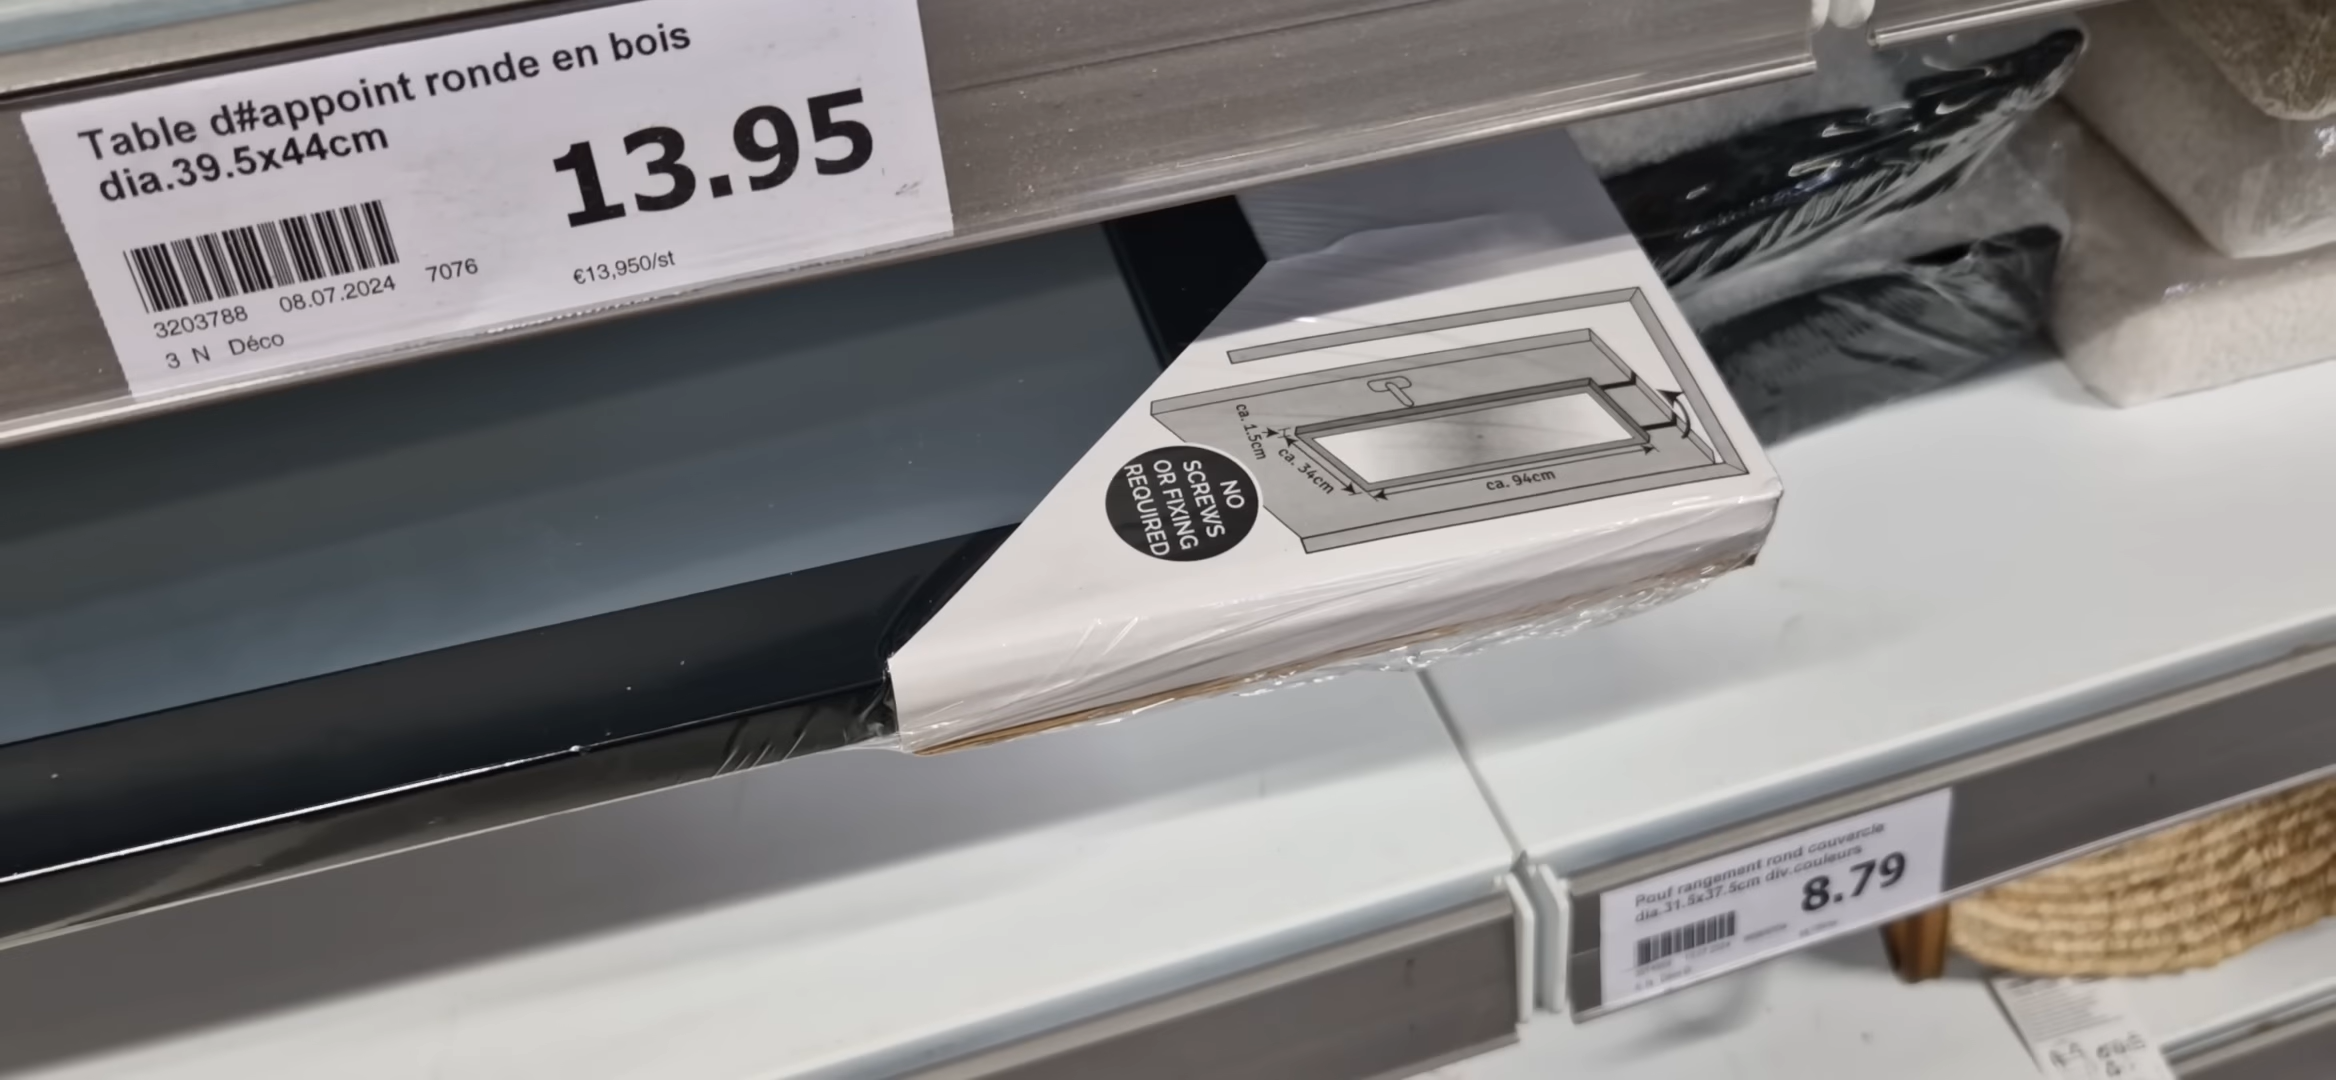 Table d#appoint ronde en bois
dia.39.5x44cm
13.95
3203788 08.07.2024 7076
€13,950/st
3 N Déco
ca. 1.5cm
ca. 34cm
ca. 94cm
NO
SCREWS
OR FIXING
REQUIRED
Pouf rangement rond couvercle
dia.31.5x37.5cm div.couleurs
8.79